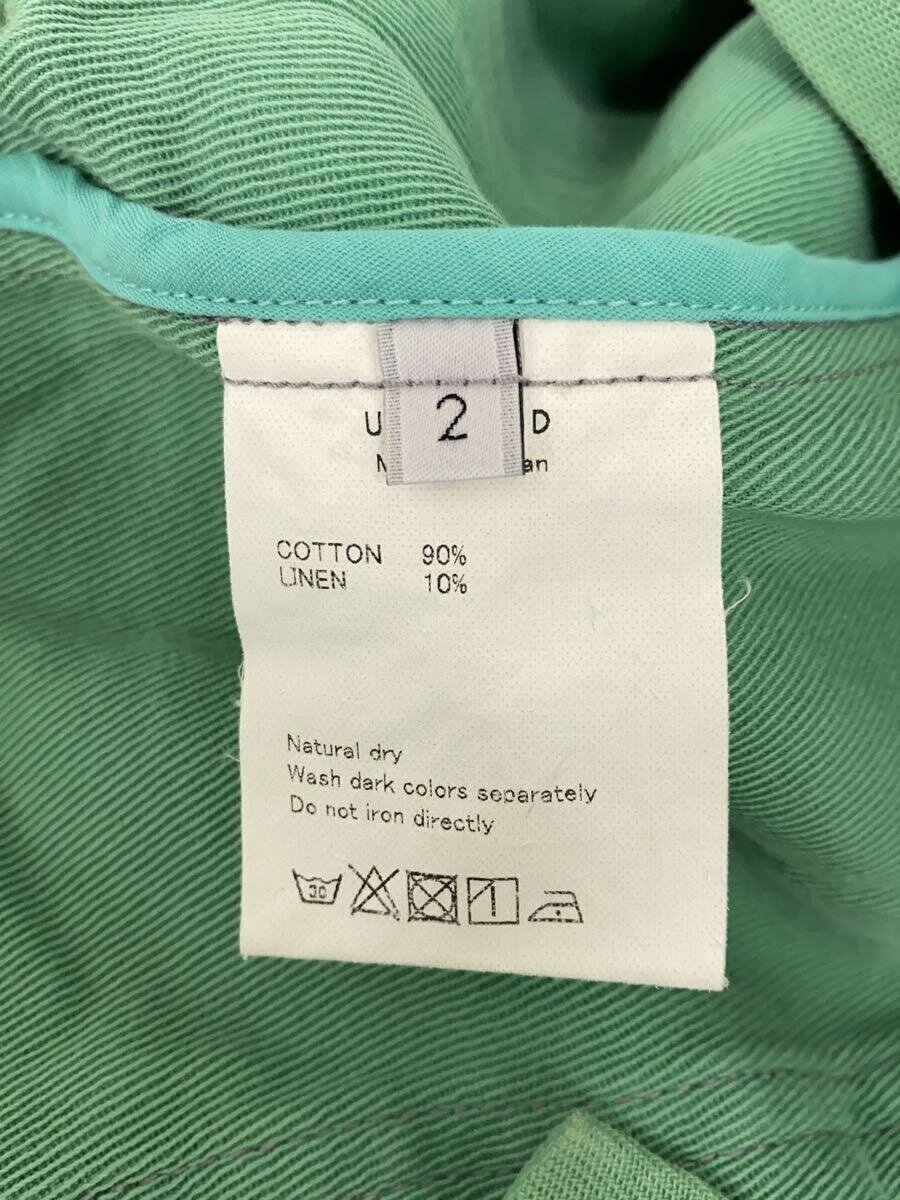 2
COTTON 90%
LINEN 10%
Natural dry
Wash dark colors separately
Do not iron directly
30